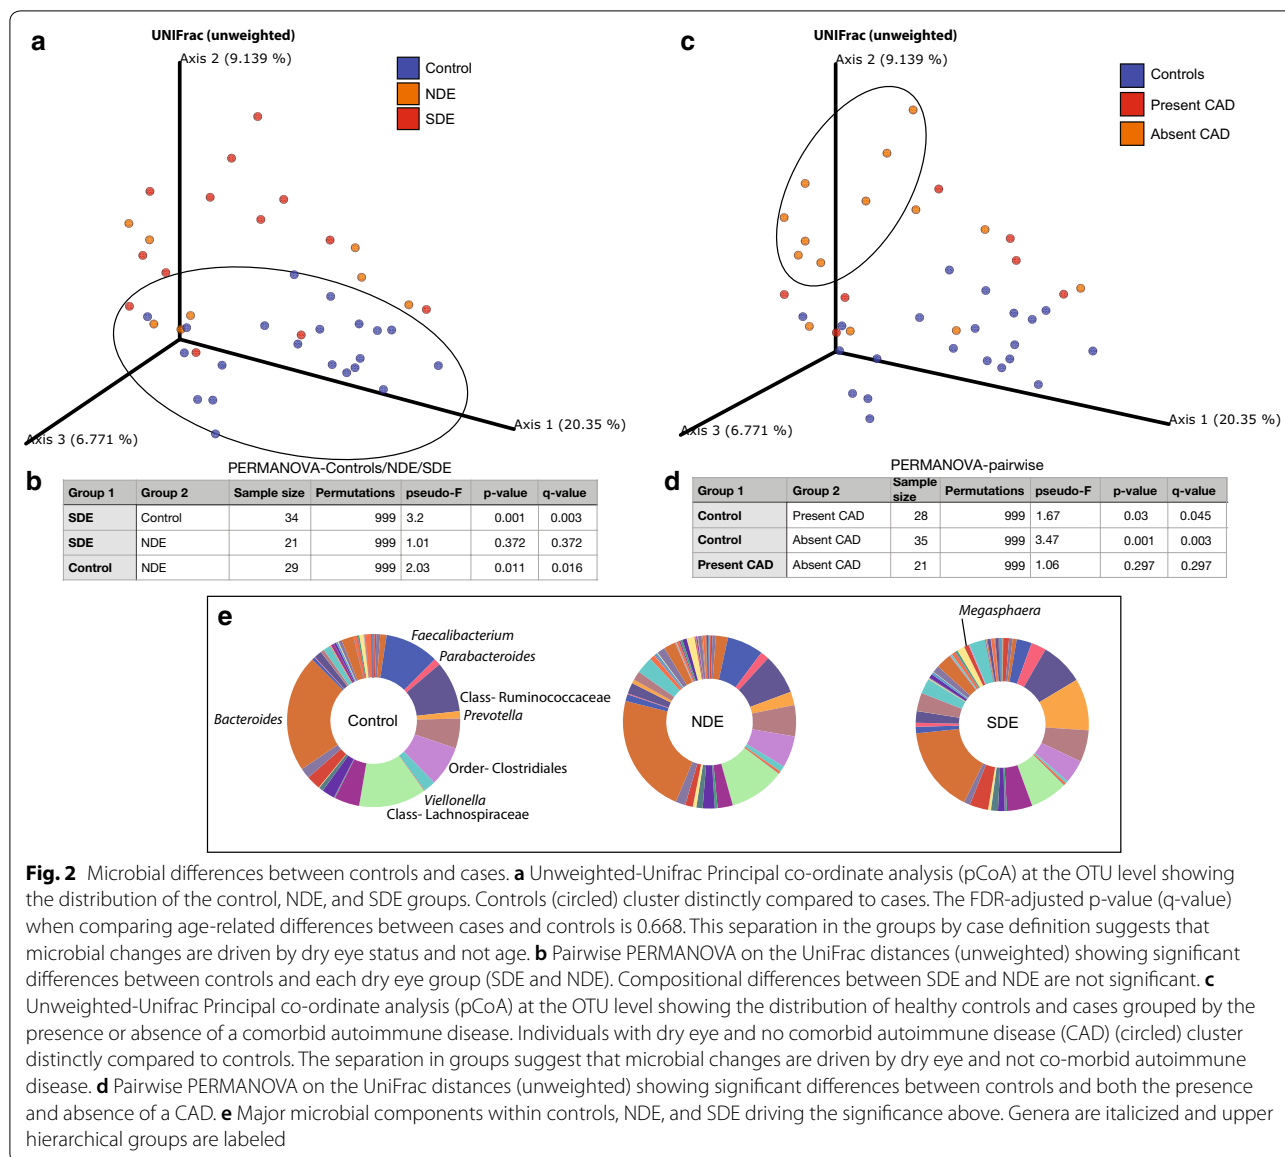 a
UNIFrac (unweighted)
Axis 2 (9.139 %)
Control
NDE
SDE
Axis 1 (20.35 %)
Axis 3 (6.771 %)
c
UNIFrac (unweighted)
Axis 2 (9.139 %)
Controls
Present CAD
Absent CAD
Axis 1 (20.35 %)
Axis 3 (6.771 %)
b
PERMANOVA-Controls/NDE/SDE
Group 1 Group 2 Sample size Permutations pseudo-F p-value q-value
SDE Control 34 999 3.2 0.001 0.003
SDE NDE 21 999 1.01 0.372 0.372
Control NDE 29 999 2.03 0.011 0.016
d
PERMANOVA-pairwise
Group 1 Group 2 Sample size Permutations pseudo-F p-value q-value
Control Present CAD 28 999 1.67 0.03 0.045
Control Absent CAD 35 999 3.47 0.001 0.003
Present CAD Absent CAD 21 999 1.06 0.297 0.297
e
Faecalibacterium
Parabacteroides
Class- Ruminococcaceae
Prevotella
Bacteroides
Control
Order- Clostridiales
Viellonella
Class- Lachnospiraceae
NDE
Megasphaera
SDE
Fig. 2 Microbial differences between controls and cases. a Unweighted-Unifrac Principal co-ordinate analysis (pCoA) at the OTU level showing
the distribution of the control, NDE, and SDE groups. Controls (circled) cluster distinctly compared to cases. The FDR-adjusted p-value (q-value)
when comparing age-related differences between cases and controls is 0.668. This separation in the groups by case definition suggests that
microbial changes are driven by dry eye status and not age. b Pairwise PERMANOVA on the UniFrac distances (unweighted) showing significant
differences between controls and each dry eye group (SDE and NDE). Compositional differences between SDE and NDE are not significant. c
Unweighted-Unifrac Principal co-ordinate analysis (pCoA) at the OTU level showing the distribution of healthy controls and cases grouped by the
presence or absence of a comorbid autoimmune disease. Individuals with dry eye and no comorbid autoimmune disease (CAD) (circled) cluster
distinctly compared to controls. The separation in groups suggest that microbial changes are driven by dry eye and not co-morbid autoimmune
disease. d Pairwise PERMANOVA on the UniFrac distances (unweighted) showing significant differences between controls and both the presence
and absence of a CAD. e Major microbial components within controls, NDE, and SDE driving the significance above. Genera are italicized and upper
hierarchical groups are labeled